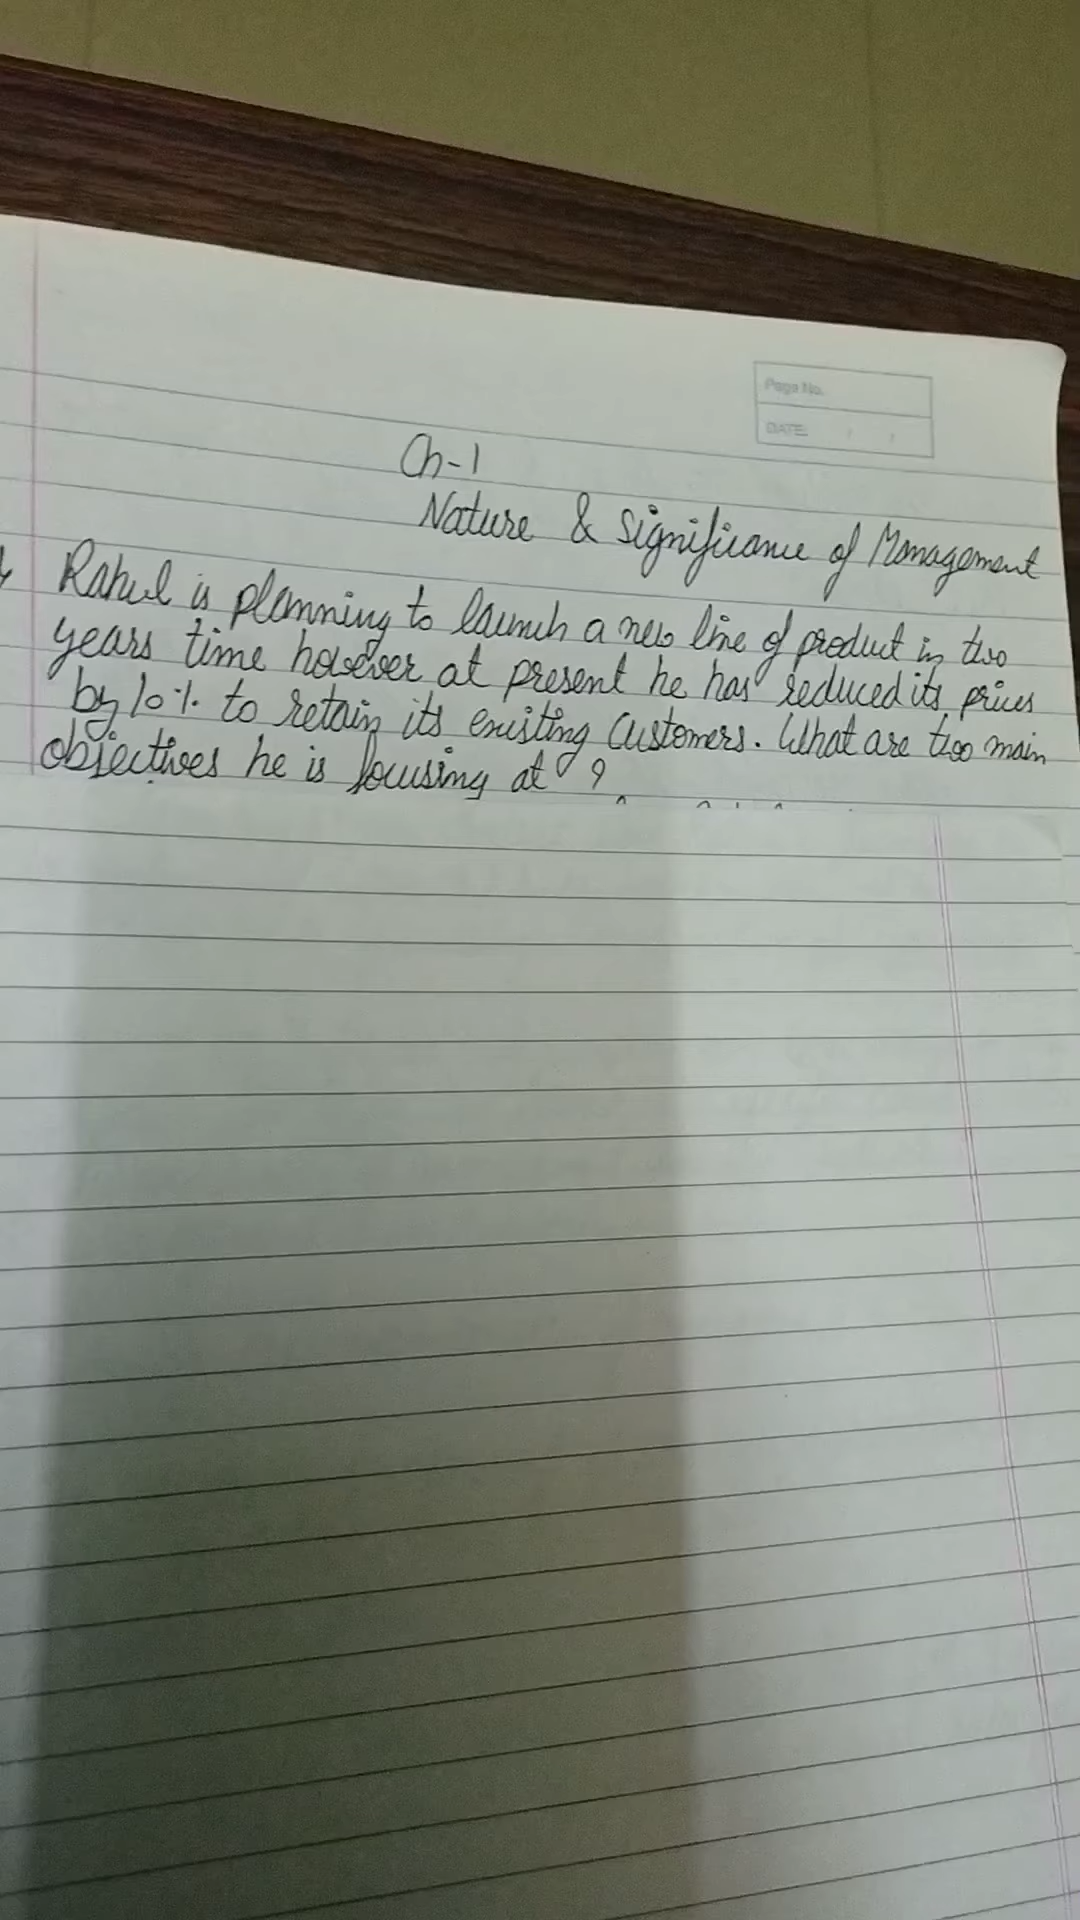 Page No.
DATE: / /
Ch-1
Nature & Significance of Management
Rahul is planning to launch a new line of product in two
years time however at present he has reduced its prices
by 10% to retain its existing customers. What are two main
objectives he is focusing at ?